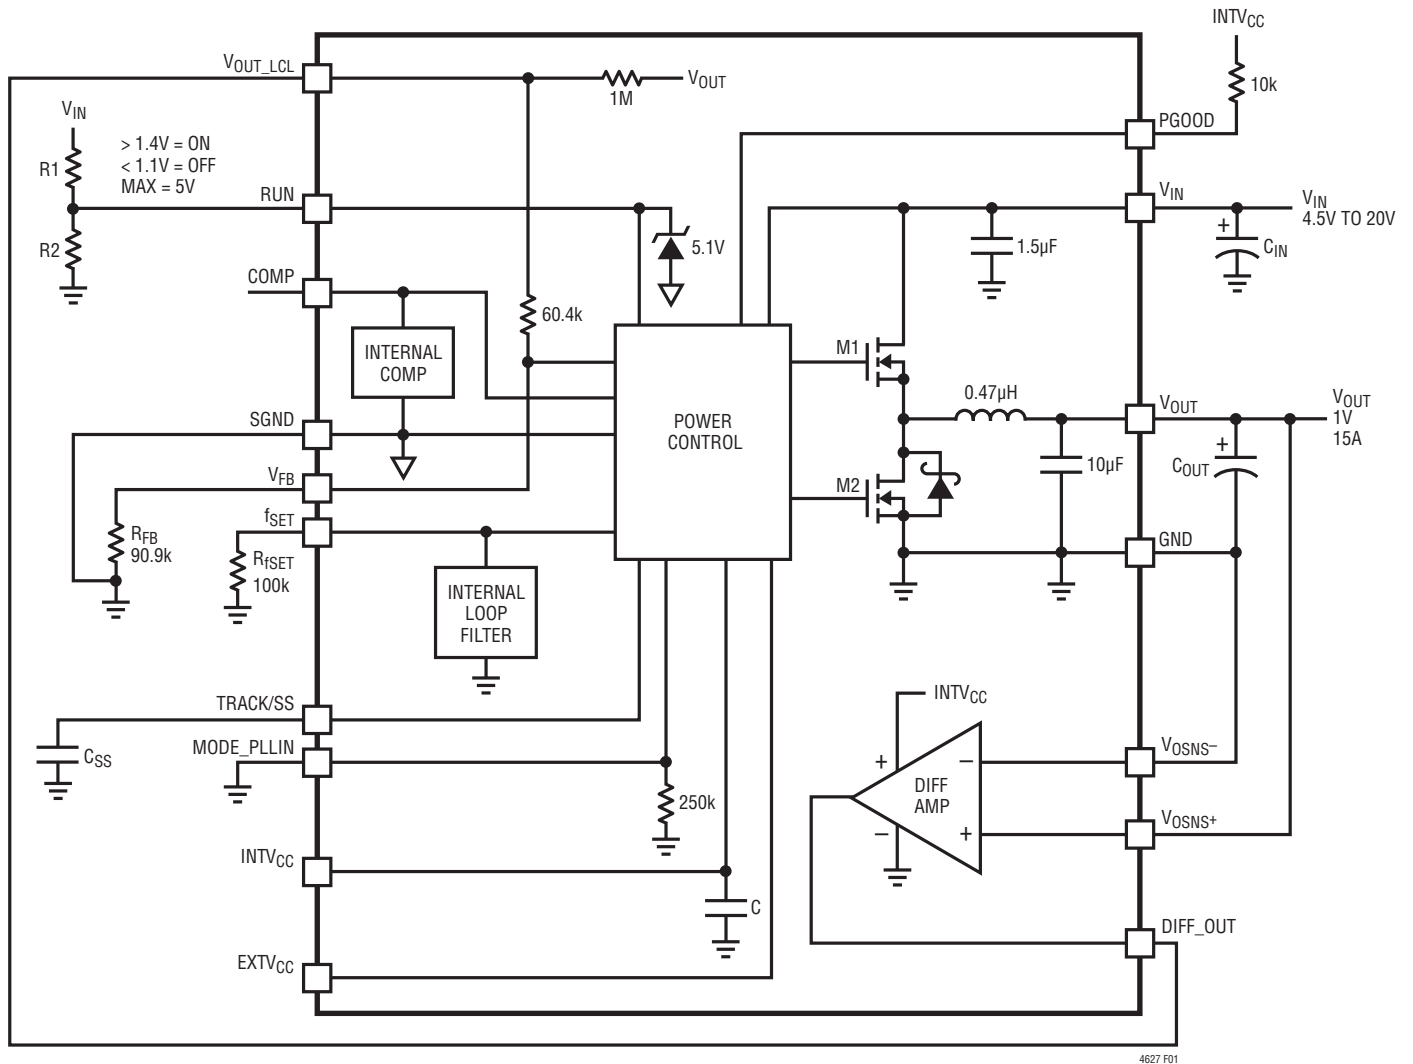 INTVCC
10k
PGOOD
VIN
VIN
4.5V TO 20V
CIN
1.5µF
VOUT_LCL
1M
VOUT
VIN
R1
R2
> 1.4V = ON
< 1.1V = OFF
MAX = 5V
RUN
5.1V
COMP
60.4k
INTERNAL
COMP
POWER
CONTROL
M1
0.47µH
VOUT
VOUT
1V
15A
COUT
10µF
M2
GND
SGND
VFB
fSET
RFB
90.9k
RfSET
100k
INTERNAL
LOOP
FILTER
TRACK/SS
CSS
MODE_PLLIN
250k
INTVCC
C
EXTVCC
INTVCC
+
–
DIFF
AMP
–
+
VOSNS–
VOSNS+
DIFF_OUT
+
+
4627 F01